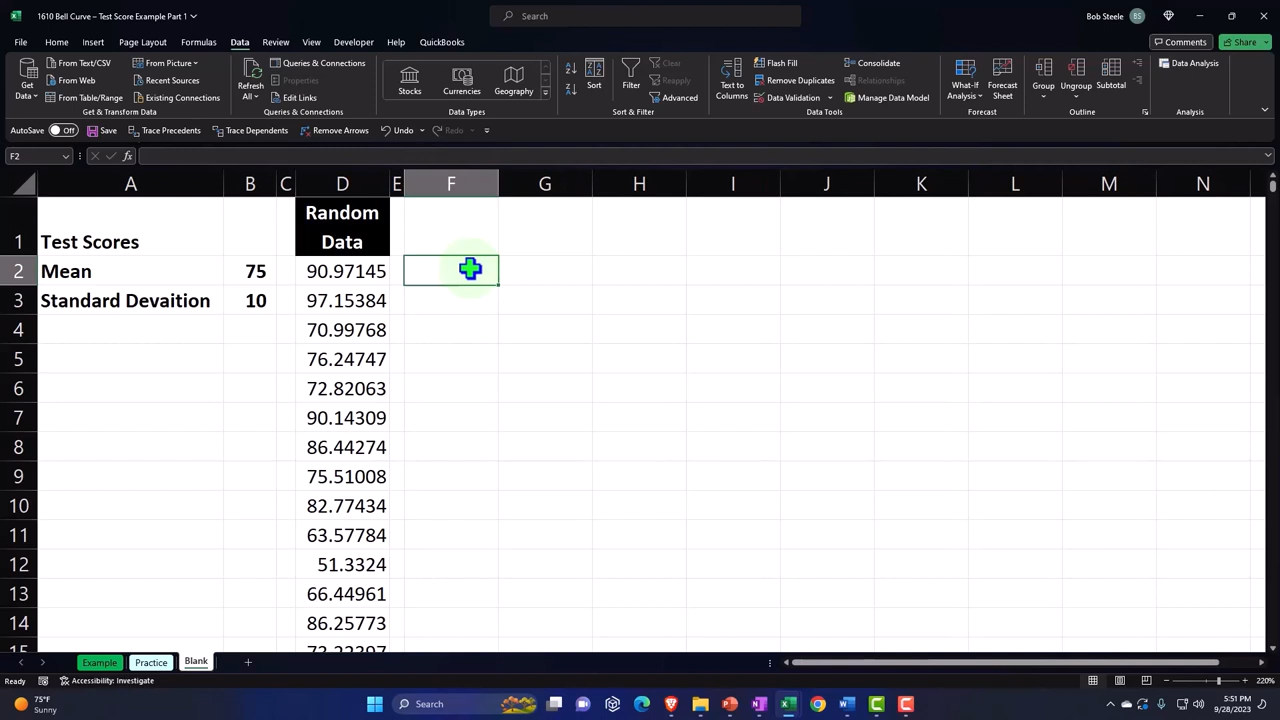 1610 Bell Curve – Test Score Example Part 1
Search
Bob Steele
BS
File
Home
Insert
Page Layout
Formulas
Data
Review
View
Developer
Help
QuickBooks
Comments
Share
Get Data
From Text/CSV
From Web
From Table/Range
From Picture
Recent Sources
Existing Connections
Get & Transform Data
Refresh All
Queries & Connections
Properties
Edit Links
Queries & Connections
Stocks
Currencies
Geography
Data Types
Sort
Filter
Clear
Reapply
Advanced
Sort & Filter
Text to Columns
Flash Fill
Remove Duplicates
Data Validation
Consolidate
Relationships
Manage Data Model
Data Tools
What-If Analysis
Forecast Sheet
Forecast
Group
Ungroup
Subtotal
Outline
Data Analysis
Analysis
AutoSave Off Save Trace Precedents Trace Dependents Remove Arrows Undo Redo
F2 fx
A B C D E F G H I J K L M N
Random
1 Test Scores Data
2 Mean 75 90.97145
3 Standard Devaition 10 97.15384
4 70.99768
5 76.24747
6 72.82063
7 90.14309
8 86.44274
9 75.51008
10 82.77434
11 63.57784
12 51.3324
13 66.44961
14 86.25773
Example Practice Blank
Ready Accessibility: Investigate 220%
75°F
Sunny
Search
5:51 PM
9/28/2023